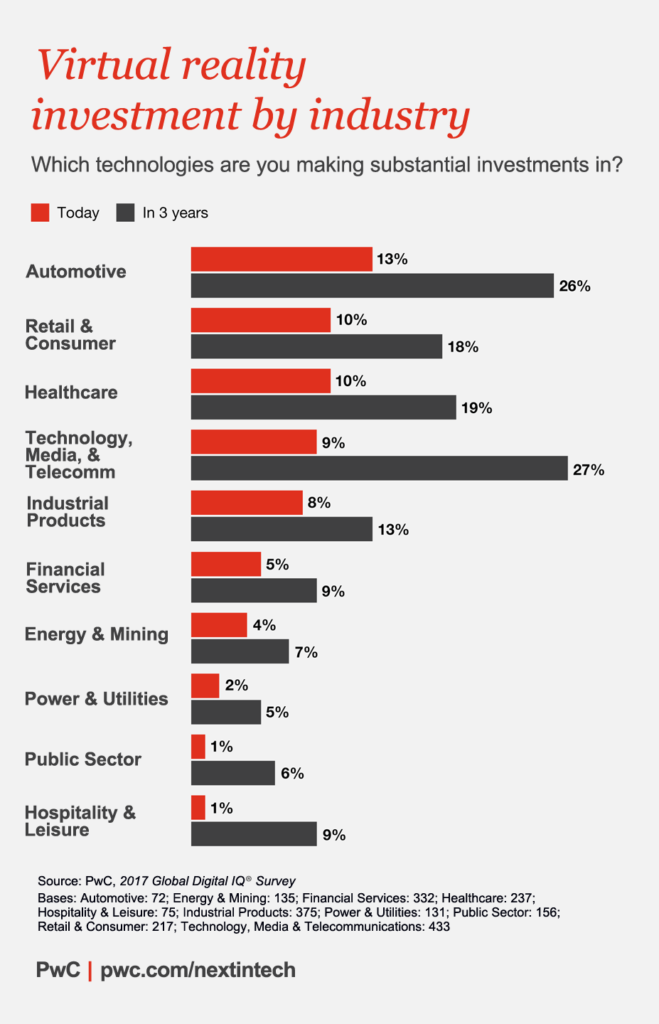 Virtual reality
investment by industry
Which technologies are you making substantial investments in?
Today In 3 years
Automotive
13%
26%
Retail &
Consumer
10%
18%
Healthcare
10%
19%
Technology,
Media, &
Telecomm
9%
27%
Industrial
Products
8%
13%
Financial
Services
5%
9%
Energy & Mining
4%
7%
Power & Utilities
2%
5%
Public Sector
1%
6%
Hospitality &
Leisure
1%
9%
Source: PwC, 2017 Global Digital IQ® Survey
Bases: Automotive: 72; Energy & Mining: 135; Financial Services: 332; Healthcare: 237;
Hospitality & Leisure: 75; Industrial Products: 375; Power & Utilities: 131; Public Sector: 156;
Retail & Consumer: 217; Technology, Media & Telecommunications: 433
PwC | pwc.com/nextintech